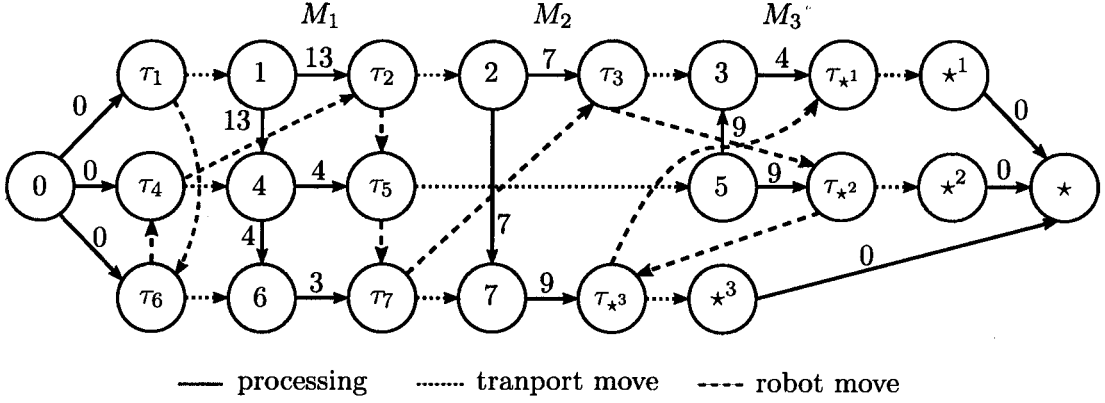 M₁ M₂ M₃
τ₁ 1 13 τ₂ 2 7 τ₃ 3 4 τ⋆¹ ⋆¹
0 13 9 0
0 0 τ₄ 4 4 τ₅ 5 9 τ⋆² ⋆² 0 ⋆
0 4 7 0
τ₆ 6 3 τ₇ 7 9 τ⋆³ ⋆³
processing tranport move robot move